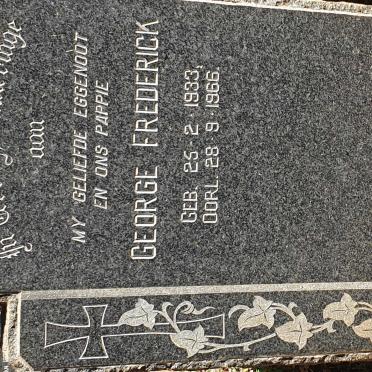 aan
MY GELIEFDE EGGENOOT
EN ONS PAPPIE
GEORGE FREDERICK
GEB. 25·2·1933,
OORL. 28·9·1966.